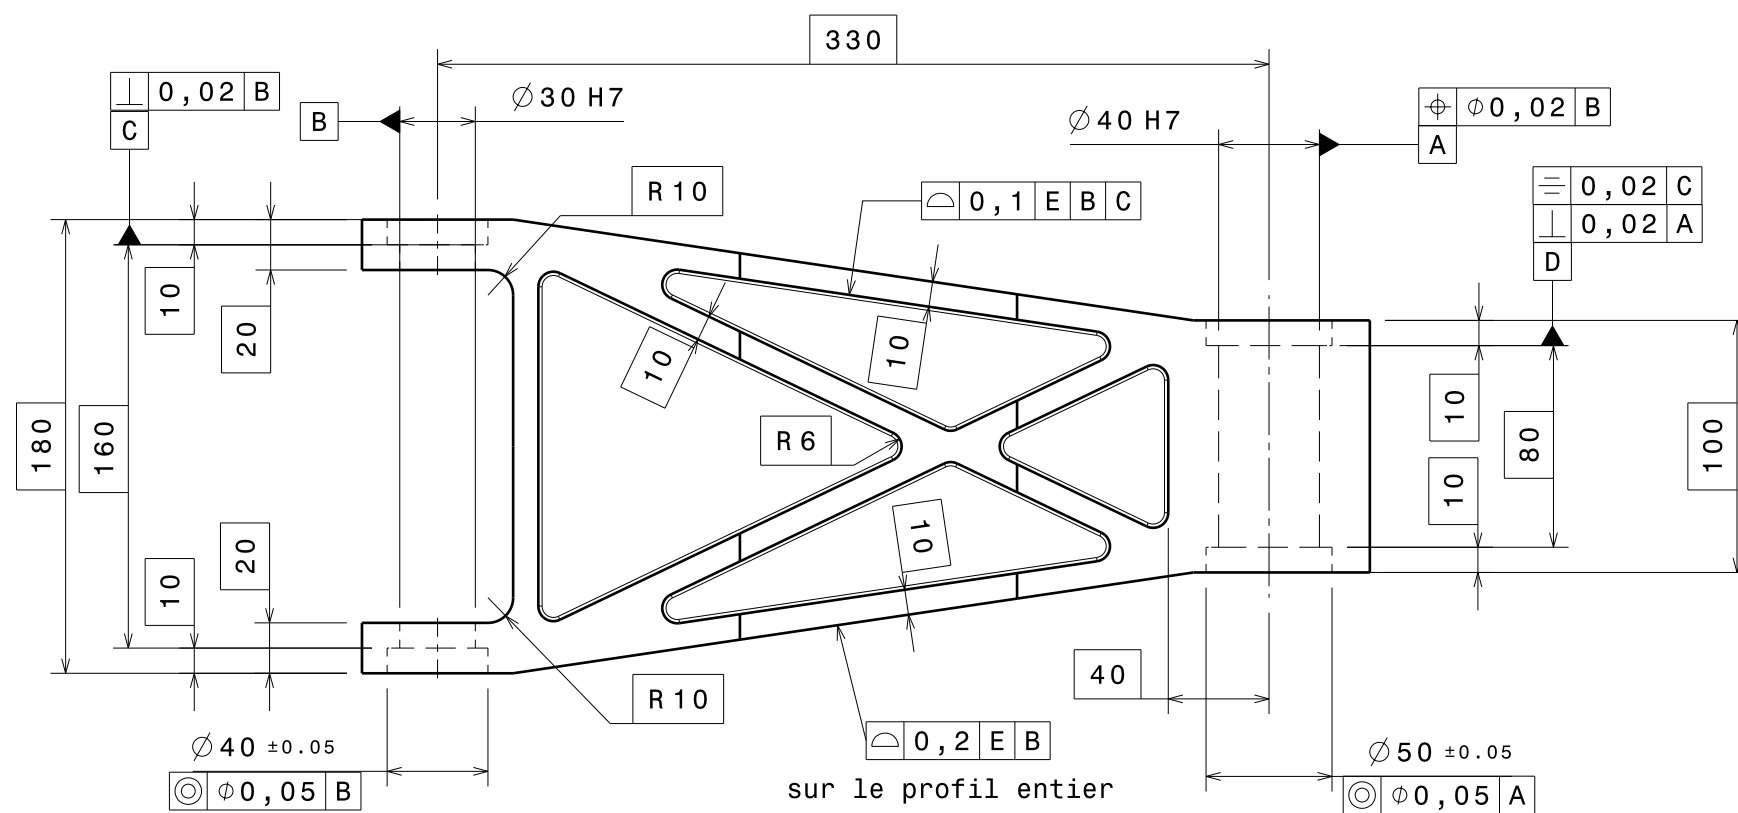 330
⊥ 0,02 B
C
B
⌀30 H7
⌀40 H7
⌖ ⌀0,02 B
A
R10
⌓ 0,1 E B C
⌯ 0,02 C
⊥ 0,02 A
D
10
20
10
10
10
180
160
R6
10
80
100
10
20
10
10
R10
40
⌓ 0,2 E B
sur le profil entier
⌀40 ±0.05
◎ ⌀0,05 B
⌀50 ±0.05
◎ ⌀0,05 A